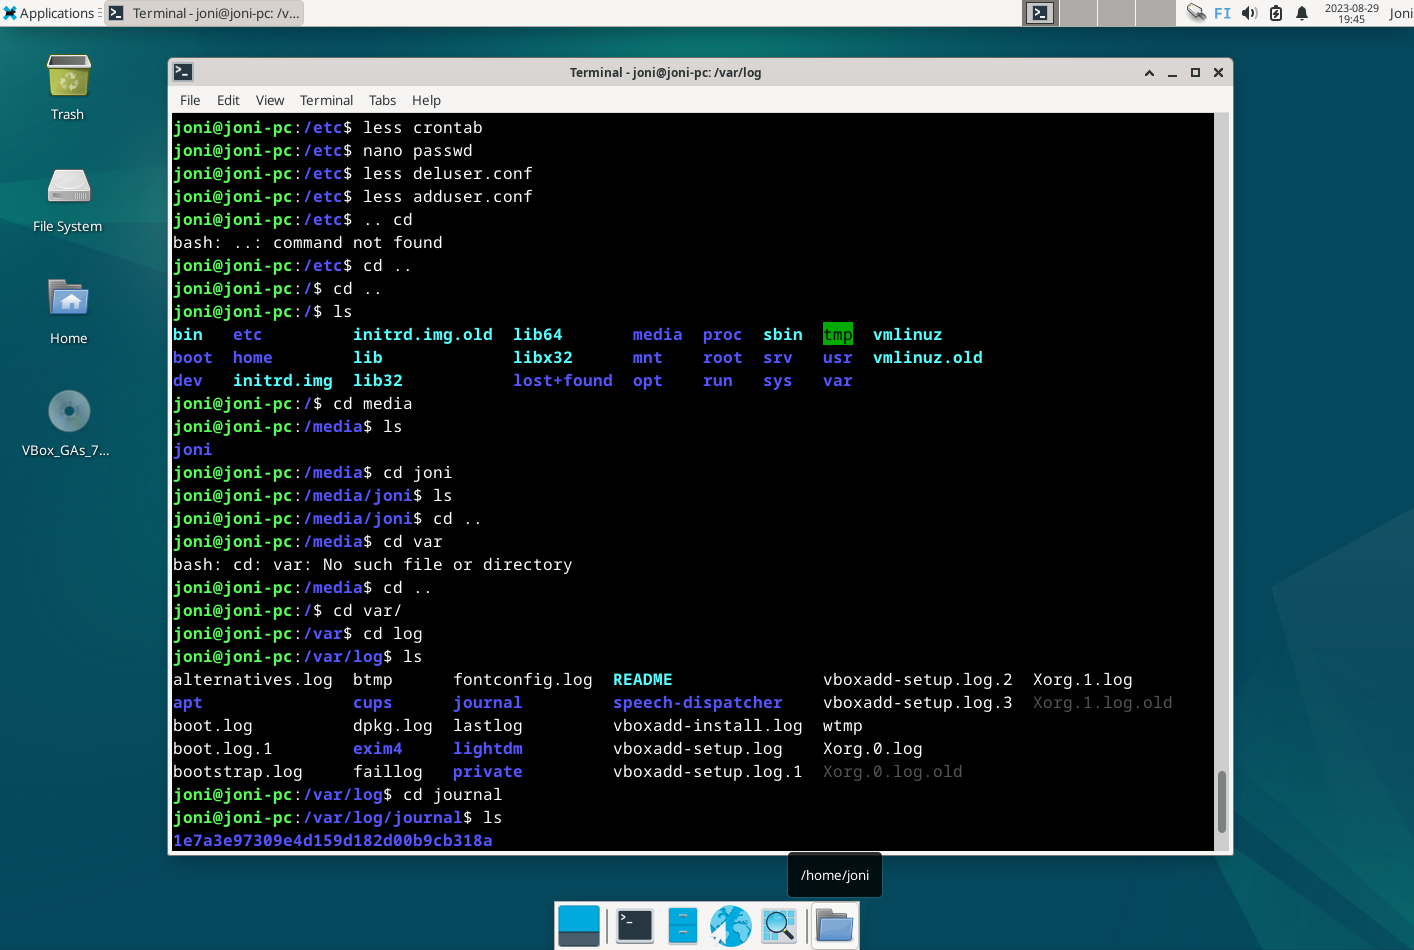 Applications
Terminal - joni@joni-pc: /v...
FI
2023-08-29
19:45
Joni
Trash
File System
Home
VBox_GAs_7...
Terminal - joni@joni-pc: /var/log
File Edit View Terminal Tabs Help
joni@joni-pc:/etc$ less crontab
joni@joni-pc:/etc$ nano passwd
joni@joni-pc:/etc$ less deluser.conf
joni@joni-pc:/etc$ less adduser.conf
joni@joni-pc:/etc$ .. cd
bash: ..: command not found
joni@joni-pc:/etc$ cd ..
joni@joni-pc:/$ cd ..
joni@joni-pc:/$ ls
bin etc initrd.img.old lib64 media proc sbin tmp vmlinuz
boot home lib libx32 mnt root srv usr vmlinuz.old
dev initrd.img lib32 lost+found opt run sys var
joni@joni-pc:/$ cd media
joni@joni-pc:/media$ ls
joni
joni@joni-pc:/media$ cd joni
joni@joni-pc:/media/joni$ ls
joni@joni-pc:/media/joni$ cd ..
joni@joni-pc:/media$ cd var
bash: cd: var: No such file or directory
joni@joni-pc:/media$ cd ..
joni@joni-pc:/$ cd var/
joni@joni-pc:/var$ cd log
joni@joni-pc:/var/log$ ls
alternatives.log btmp fontconfig.log README vboxadd-setup.log.2 Xorg.1.log
apt cups journal speech-dispatcher vboxadd-setup.log.3 Xorg.1.log.old
boot.log dpkg.log lastlog vboxadd-install.log wtmp
boot.log.1 exim4 lightdm vboxadd-setup.log Xorg.0.log
bootstrap.log faillog private vboxadd-setup.log.1 Xorg.0.log.old
joni@joni-pc:/var/log$ cd journal
joni@joni-pc:/var/log/journal$ ls
1e7a3e97309e4d159d182d00b9cb318a
/home/joni